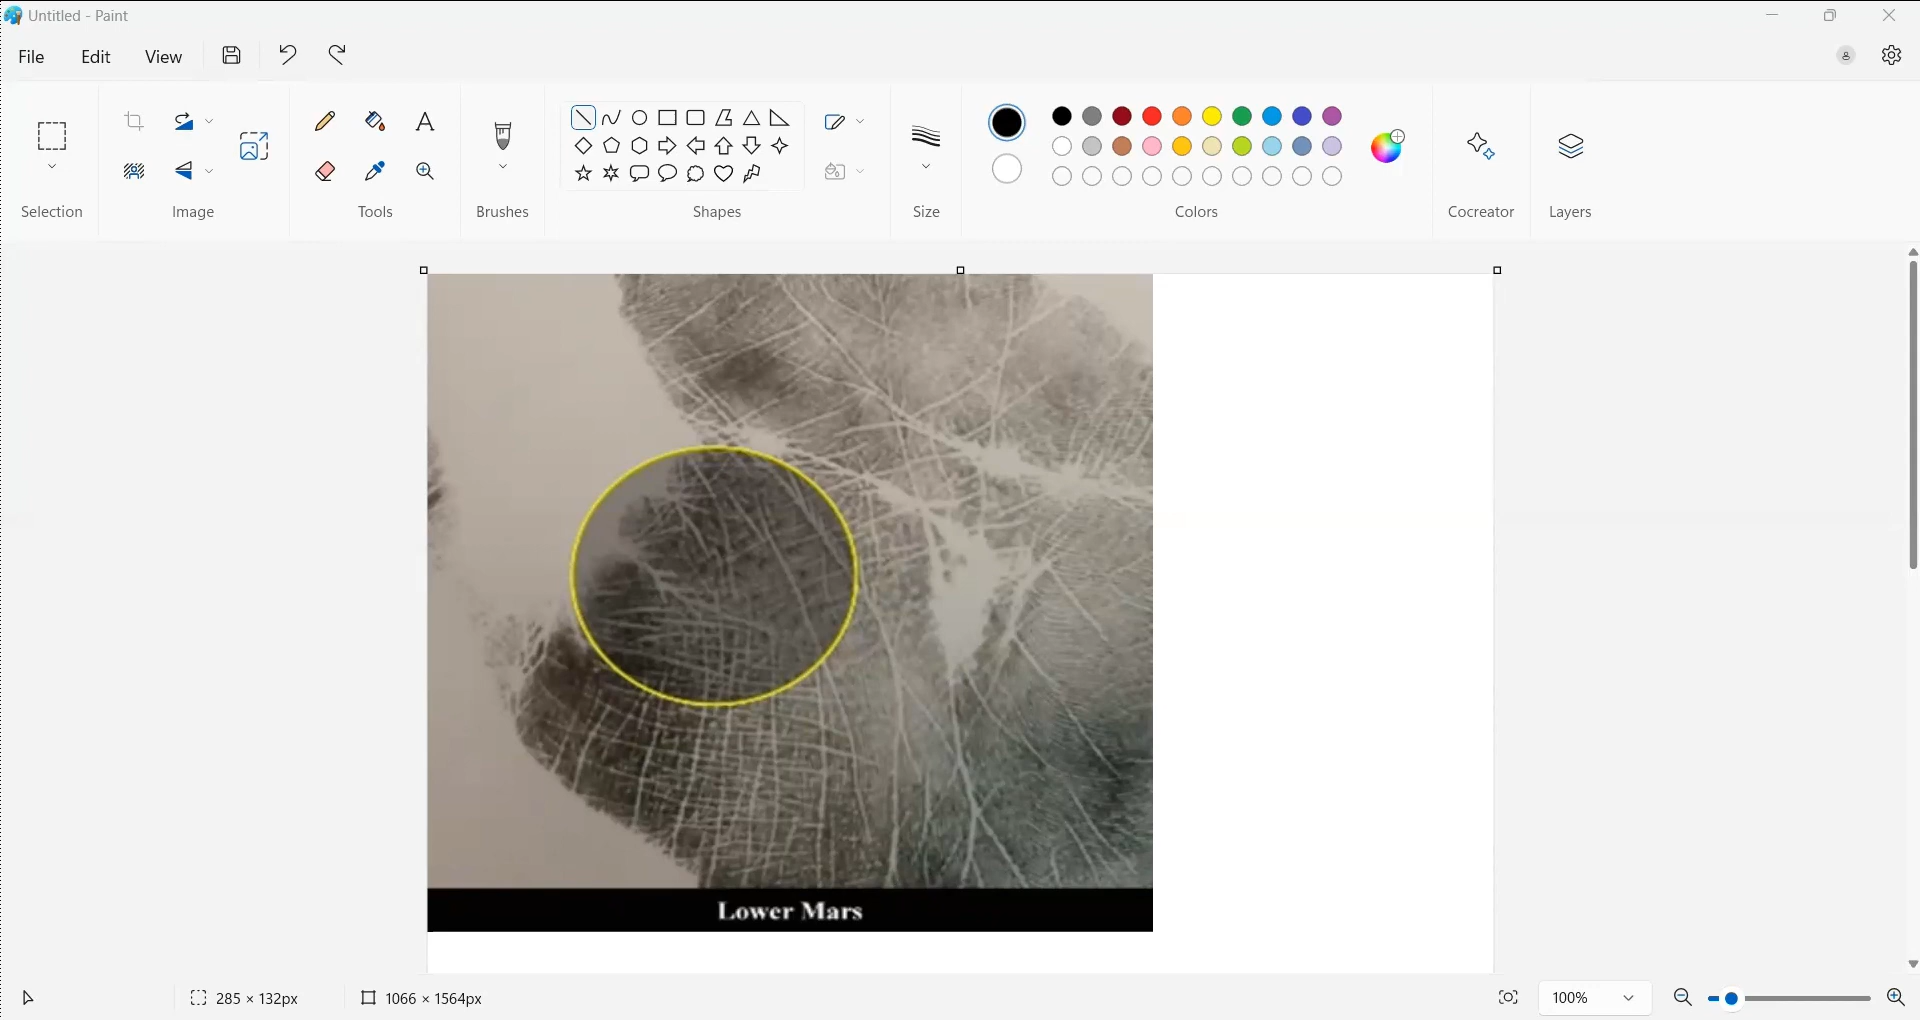 Untitled - Paint
File Edit View
Selection Image Tools Brushes Shapes Size Colors Cocreator Layers
Lower Mars
285 × 132px 1066 × 1564px 100%